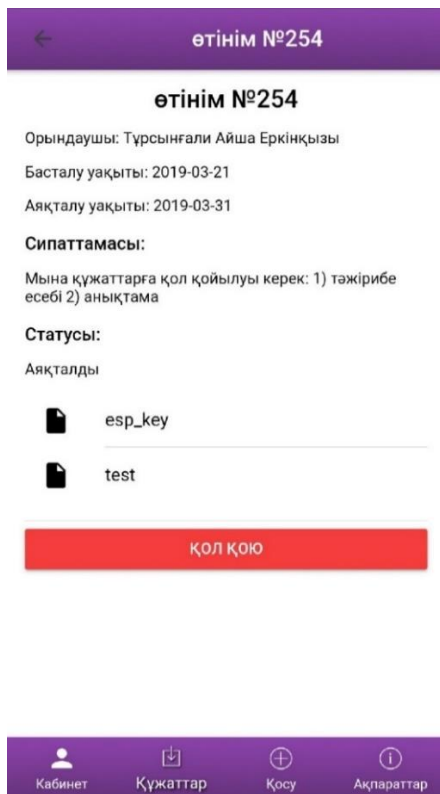 өтінім №254
өтінім №254
Орындаушы: Тұрсынғали Айша Еркінқызы
Басталу уақыты: 2019-03-21
Аяқталу уақыты: 2019-03-31
Сипаттамасы:
Мына құжаттарға қол қойылуы керек: 1) тәжірибе
есебі 2) анықтама
Статусы:
Аяқталды
esp_key
test
ҚОЛ ҚОЮ
Кабинет Құжаттар Қосу Ақпараттар